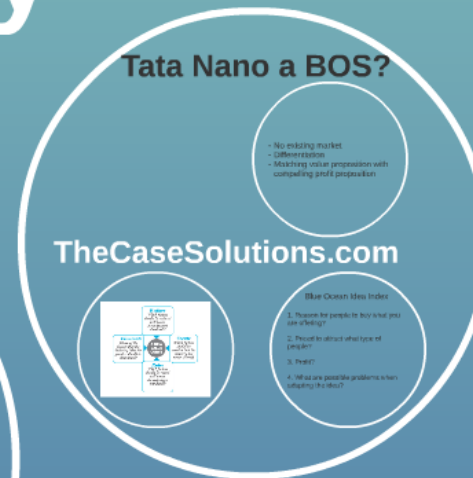 y
Tata Nano a BOS?
- No existing market
- Differentiation
- Matching value proposition with
compelling profit proposition
TheCaseSolutions.com
Blue Ocean Idea Index
1. Reason for people to buy what you
are offering?
2. Priced to attract what type of
people?
3. Profit?
4. What are possible problems when
adopting the idea?